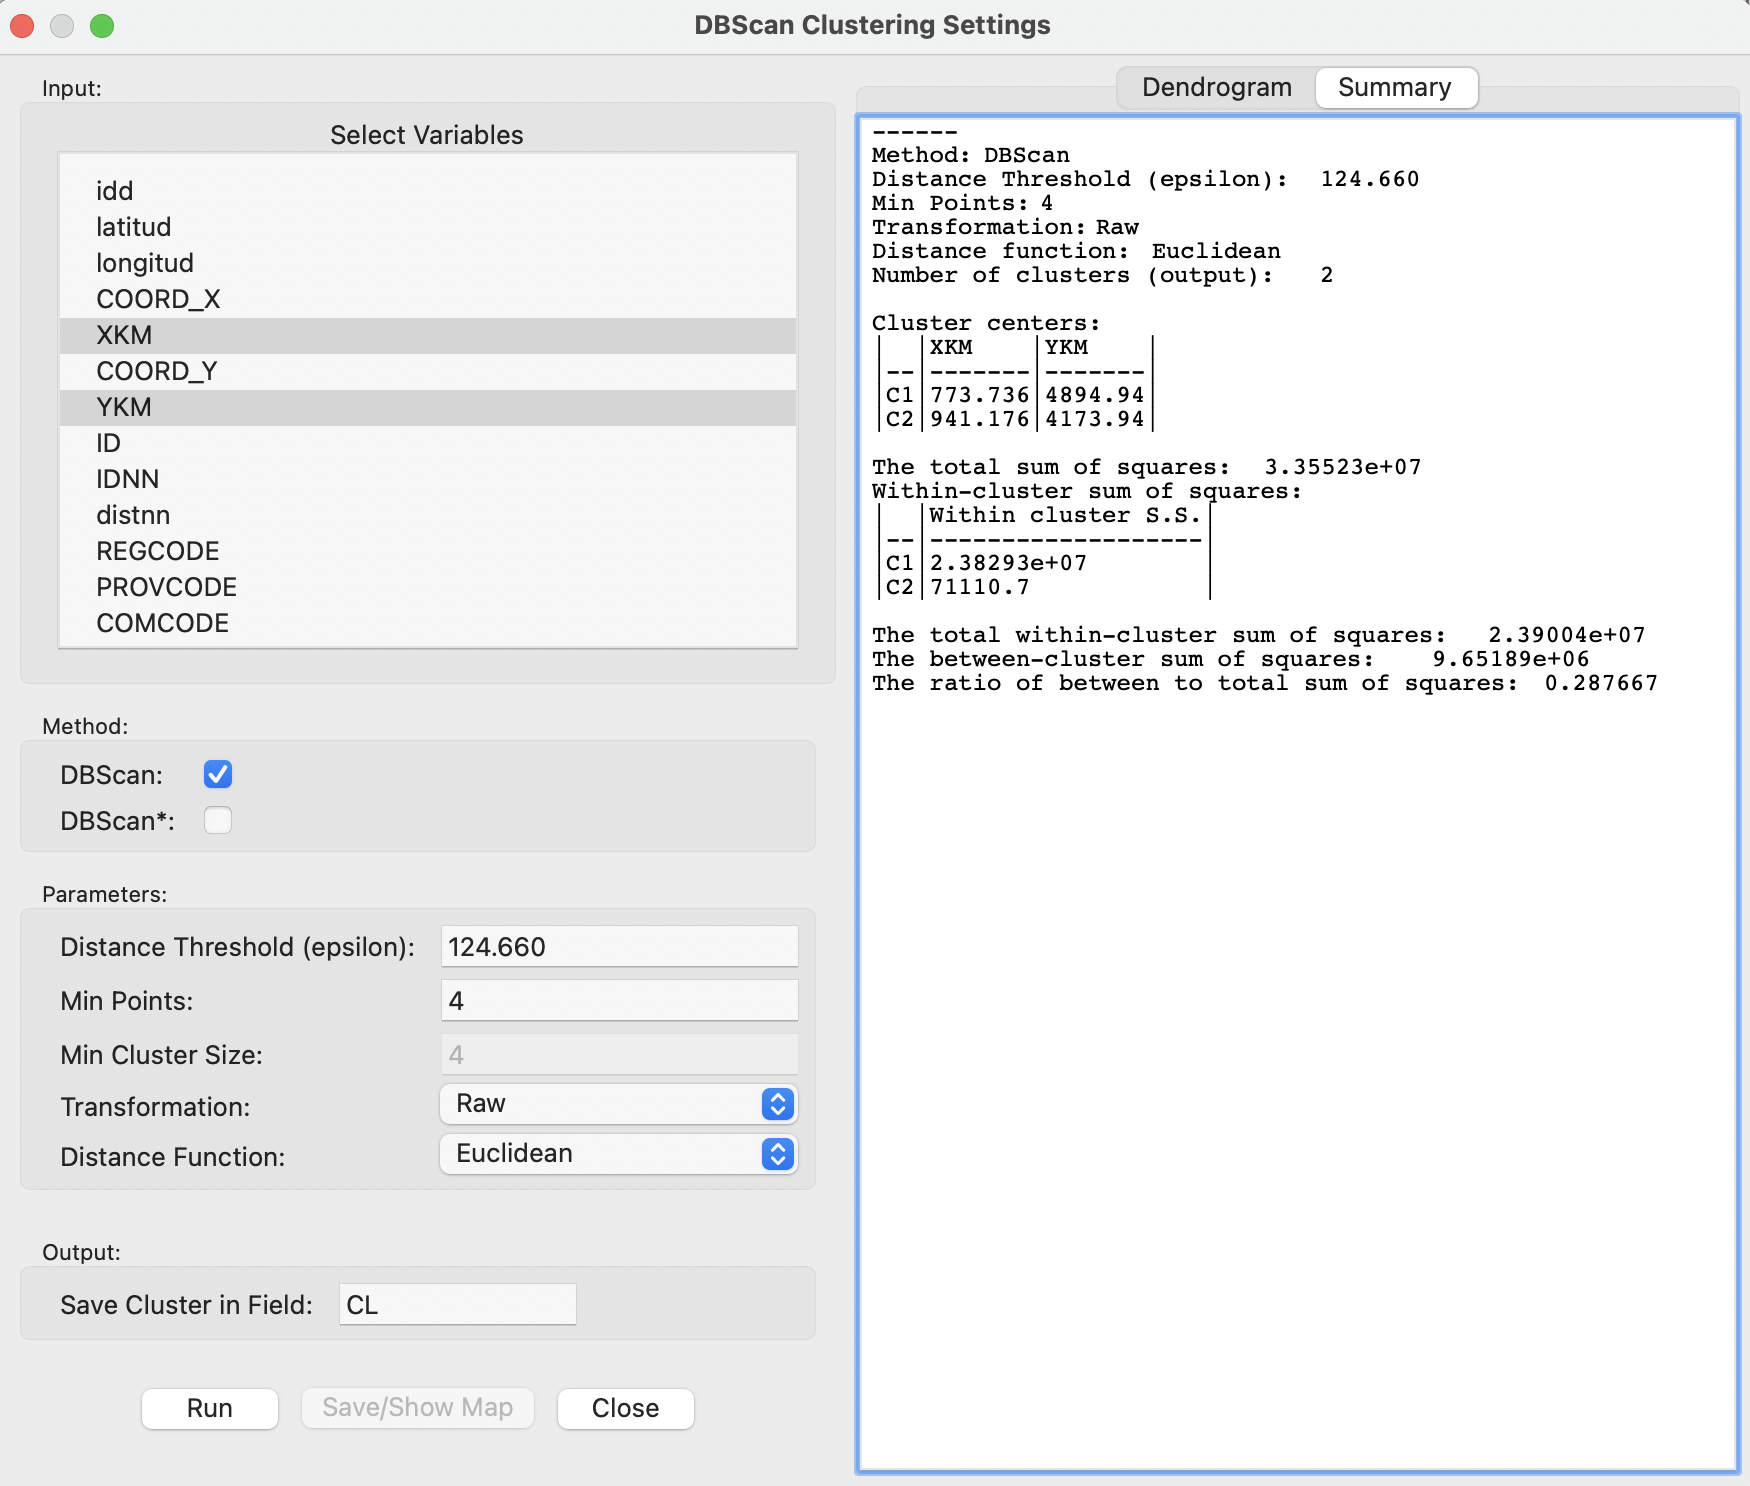 DBScan Clustering Settings
Input:
Select Variables
idd
latitud
longitud
COORD_X
XKM
COORD_Y
YKM
ID
IDNN
distnn
REGCODE
PROVCODE
COMCODE
Method:
DBScan:
DBScan*:
Parameters:
Distance Threshold (epsilon): 124.660
Min Points: 4
Min Cluster Size: 4
Transformation: Raw
Distance Function: Euclidean
Output:
Save Cluster in Field: CL
Run Save/Show Map Close
Dendrogram Summary
------
Method: DBScan
Distance Threshold (epsilon): 124.660
Min Points: 4
Transformation: Raw
Distance function: Euclidean
Number of clusters (output): 2
Cluster centers:
|  |XKM    |YKM    |
|--|-------|-------|
|C1|773.736|4894.94|
|C2|941.176|4173.94|
The total sum of squares: 3.35523e+07
Within-cluster sum of squares:
|  |Within cluster S.S.|
|--|-------------------|
|C1|2.38293e+07        |
|C2|71110.7            |
The total within-cluster sum of squares: 2.39004e+07
The between-cluster sum of squares: 9.65189e+06
The ratio of between to total sum of squares: 0.287667